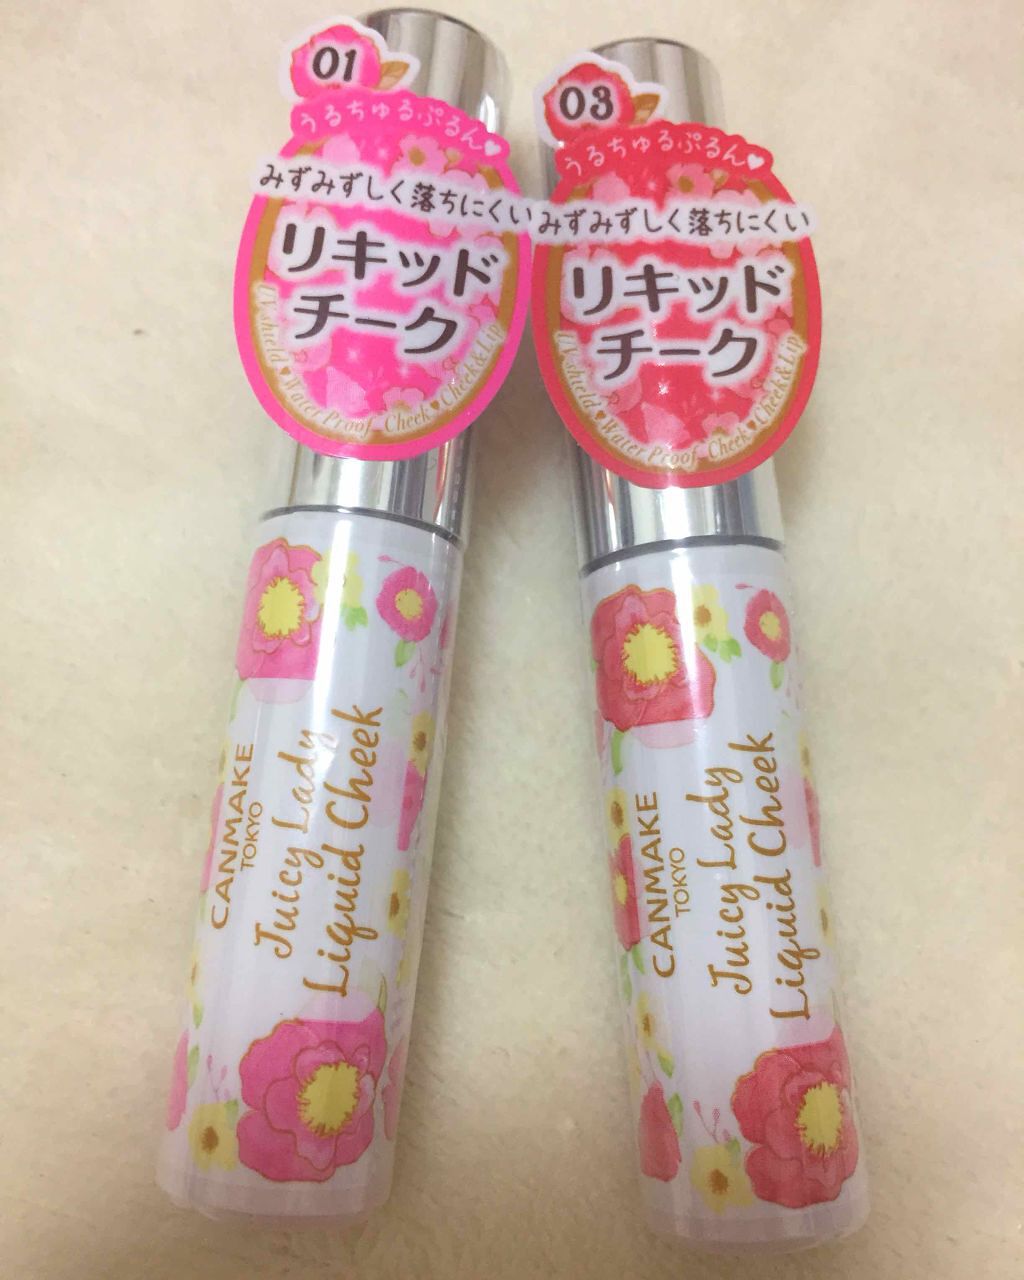 01
うるちゅるぷるん♥
みずみずしく落ちにくい
リキッド
チーク
UV shield♥Water Proof Cheek♥Cheek&Lip
CANMAKE
TOKYO
Juicy Lady
Liquid Cheek
03
うるちゅるぷるん♥
みずみずしく落ちにくい
リキッド
チーク
UV shield♥Water Proof Cheek♥Cheek&Lip
CANMAKE
TOKYO
Juicy Lady
Liquid Cheek